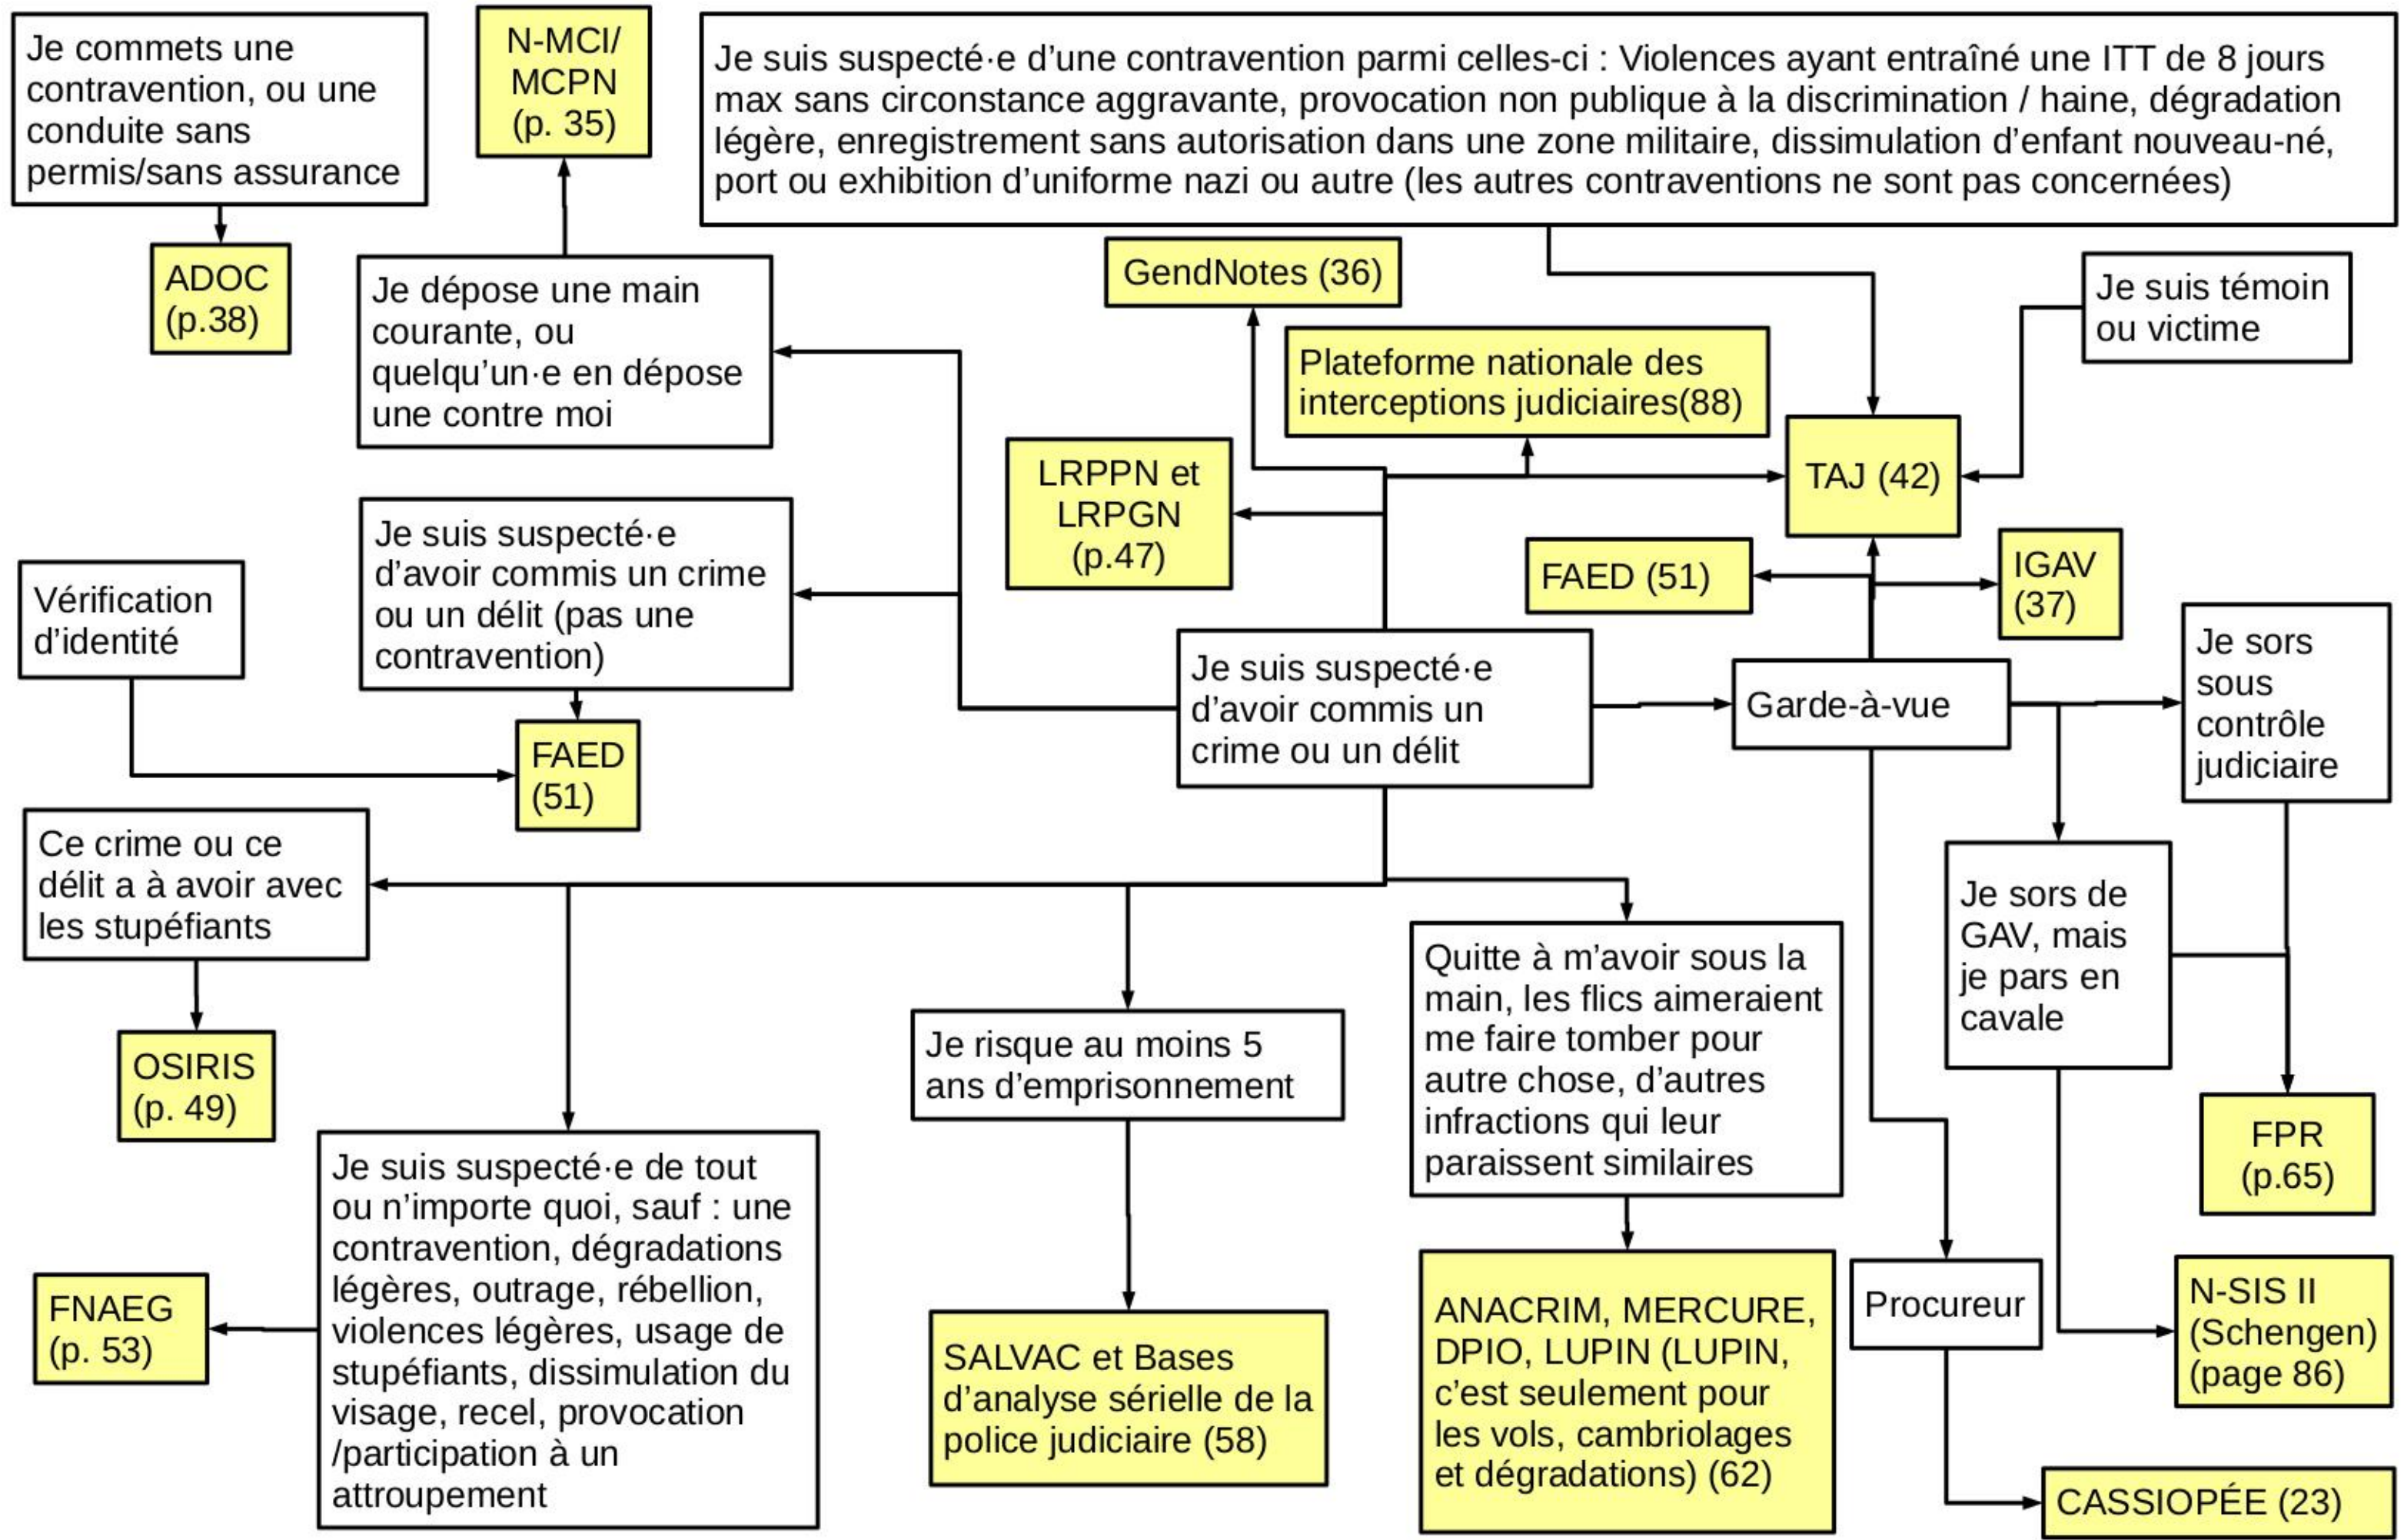 Je commets une
contravention, ou une
conduite sans
permis/sans assurance
N-MCI/
MCPN
(p. 35)
Je suis suspecté·e d’une contravention parmi celles-ci : Violences ayant entraîné une ITT de 8 jours
max sans circonstance aggravante, provocation non publique à la discrimination / haine, dégradation
légère, enregistrement sans autorisation dans une zone militaire, dissimulation d’enfant nouveau-né,
port ou exhibition d’uniforme nazi ou autre (les autres contraventions ne sont pas concernées)
ADOC
(p.38)
Je dépose une main
courante, ou
quelqu’un·e en dépose
une contre moi
GendNotes (36)
Je suis témoin
ou victime
Plateforme nationale des
interceptions judiciaires(88)
LRPPN et
LRPGN
(p.47)
TAJ (42)
Je suis suspecté·e
d’avoir commis un crime
ou un délit (pas une
contravention)
FAED (51)
IGAV
(37)
Vérification
d’identité
Je suis suspecté·e
d’avoir commis un
crime ou un délit
Garde-à-vue
Je sors
sous
contrôle
judiciaire
FAED
(51)
Ce crime ou ce
délit a à avoir avec
les stupéfiants
Je sors de
GAV, mais
je pars en
cavale
Quitte à m’avoir sous la
main, les flics aimeraient
me faire tomber pour
autre chose, d’autres
infractions qui leur
paraissent similaires
Je risque au moins 5
ans d’emprisonnement
OSIRIS
(p. 49)
FPR
(p.65)
Je suis suspecté·e de tout
ou n’importe quoi, sauf : une
contravention, dégradations
légères, outrage, rébellion,
violences légères, usage de
stupéfiants, dissimulation du
visage, recel, provocation
/participation à un
attroupement
FNAEG
(p. 53)
SALVAC et Bases
d’analyse sérielle de la
police judiciaire (58)
ANACRIM, MERCURE,
DPIO, LUPIN (LUPIN,
c’est seulement pour
les vols, cambriolages
et dégradations) (62)
Procureur
N-SIS II
(Schengen)
(page 86)
CASSIOPÉE (23)